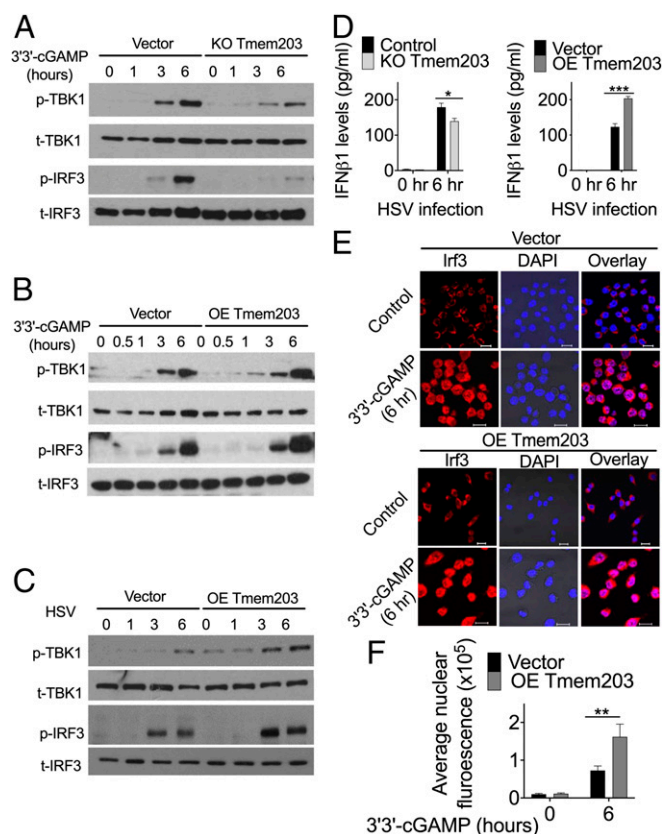 A
3'3'-cGAMP
(hours)
Vector
KO Tmem203
0 1 3 6 0 1 3 6
p-TBK1
t-TBK1
p-IRF3
t-IRF3
B
3'3'-cGAMP
(hours)
Vector
OE Tmem203
0 0.5 1 3 6 0 0.5 1 3 6
p-TBK1
t-TBK1
p-IRF3
t-IRF3
C
HSV
Vector
OE Tmem203
0 1 3 6 0 1 3 6
p-TBK1
t-TBK1
p-IRF3
t-IRF3
D
Control
KO Tmem203
IFNβ1 levels (pg/ml)
200
100
0
*
0 hr 6 hr
HSV infection
Vector
OE Tmem203
IFNβ1 levels (pg/ml)
200
100
0
***
0 hr 6 hr
HSV infection
E
Vector
Irf3 DAPI Overlay
Control
3'3'-cGAMP
(6 hr)
OE Tmem203
Irf3 DAPI Overlay
Control
3'3'-cGAMP
(6 hr)
F
Vector
OE Tmem203
Average nuclear
fluroescence (x10⁵)
2
1
0
**
0 6
3'3'-cGAMP (hours)